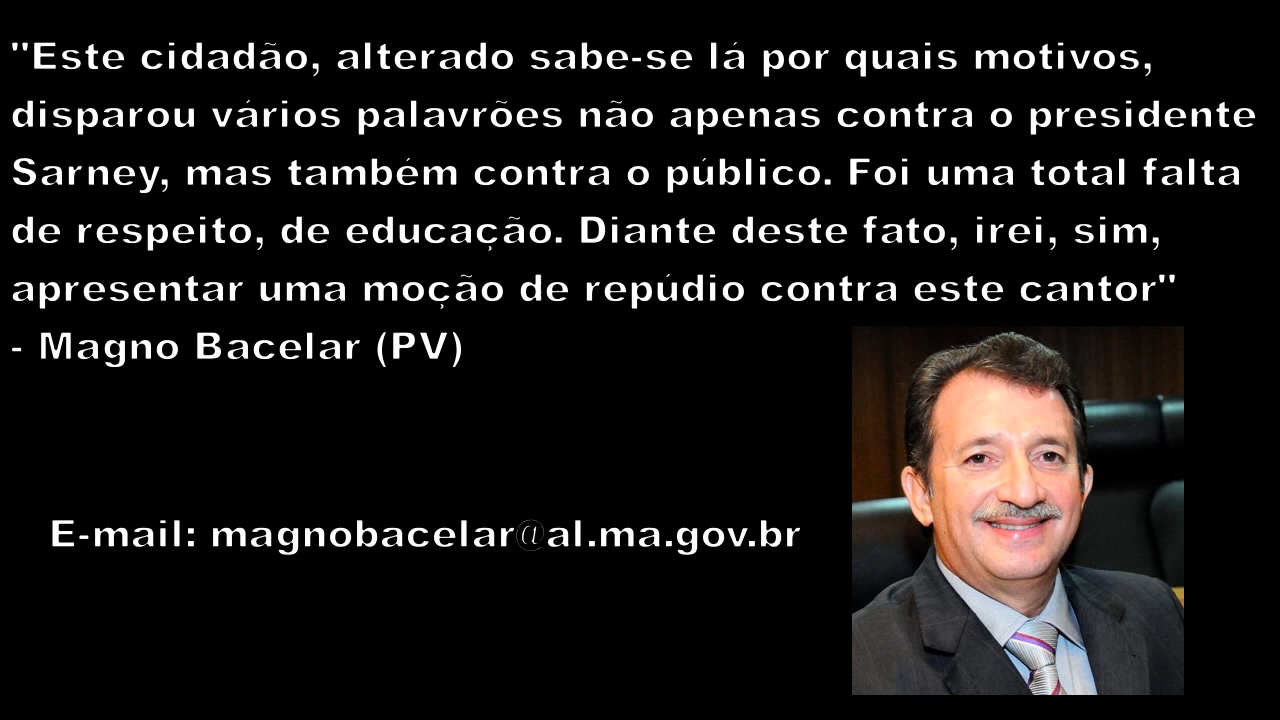 "Este cidadão, alterado sabe-se lá por quais motivos,
disparou vários palavrões não apenas contra o presidente
Sarney, mas também contra o público. Foi uma total falta
de respeito, de educação. Diante deste fato, irei, sim,
apresentar uma moção de repúdio contra este cantor"
- Magno Bacelar (PV)
E-mail: magnobacelar@al.ma.gov.br